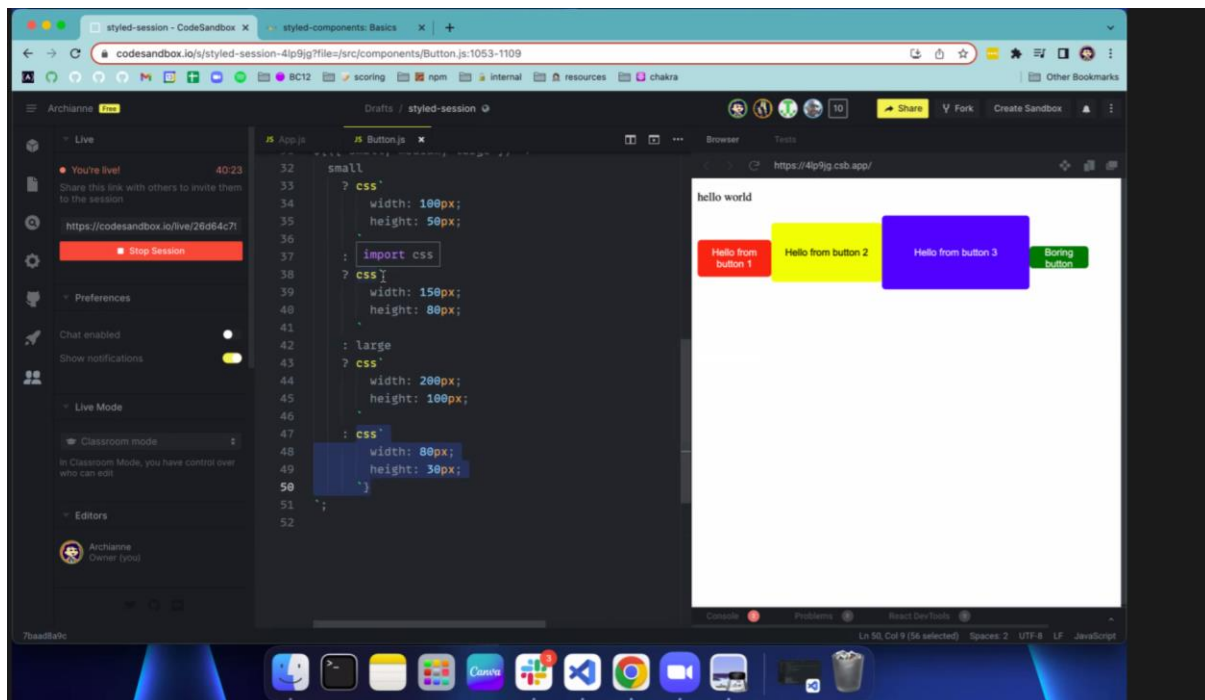 styled-session - CodeSandbox
styled-components: Basics
codesandbox.io/s/styled-session-4lp9jg?file=/src/components/Button.js:1053-1109
BC12
scoring
npm
internal
resources
chakra
Other Bookmarks
Archianne Free
Drafts / styled-session
10
Share
Fork
Create Sandbox
Live
You're live! 40:23
Share this link with others to invite them
to the session
https://codesandbox.io/live/26d64c7
Stop Session
Preferences
Chat enabled
Show notifications
Live Mode
Classroom mode
In Classroom Mode, you have control over
who can edit
Editors
Archianne
Owner (you)
7baad8a9c
JS App.js
JS Button.js
32 small
33 ? css`
34 width: 100px;
35 height: 50px;
36 `
37 : import css
38 ? css`
39 width: 150px;
40 height: 80px;
41 `
42 : large
43 ? css`
44 width: 200px;
45 height: 100px;
46 `
47 : css`
48 width: 80px;
49 height: 30px;
50 `}
51 `;
52
Browser
Tests
https://4lp9jg.csb.app/
hello world
Hello from
button 1
Hello from button 2
Hello from button 3
Boring
button
Console
Problems
React DevTools
Ln 50, Col 9 (56 selected) Spaces: 2 UTF-8 LF JavaScript
Canva
3